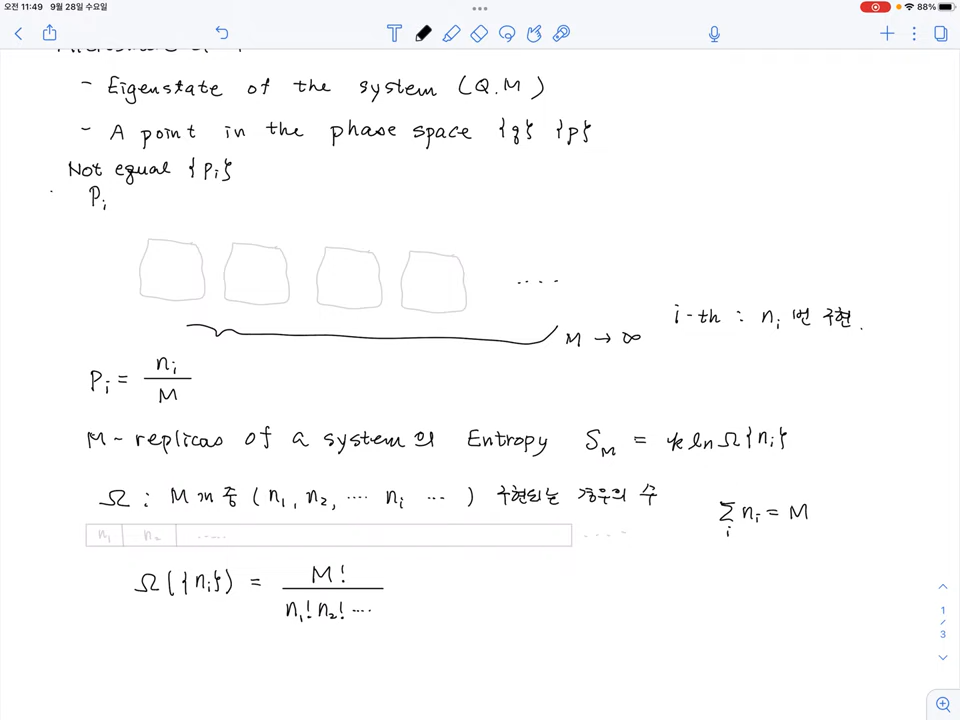 오전 11:49 9월 28일 수요일
88%
- Eigenstate of the system (Q.M)
- A point in the phase space {q} {p}
Not equal {Pi}
Pi
....
M → ∞
i-th : ni 번 구현.
Pi = ni / M
M - replicas of a system의 Entropy SM = k ln Ω{ni}
Ω : M개 중 (n1, n2, .... ni ...) 구현되는 경우의 수
∑i ni = M
n1 n2 ..... ....
Ω({ni}) = M! / n1! n2! ....
1
/
3